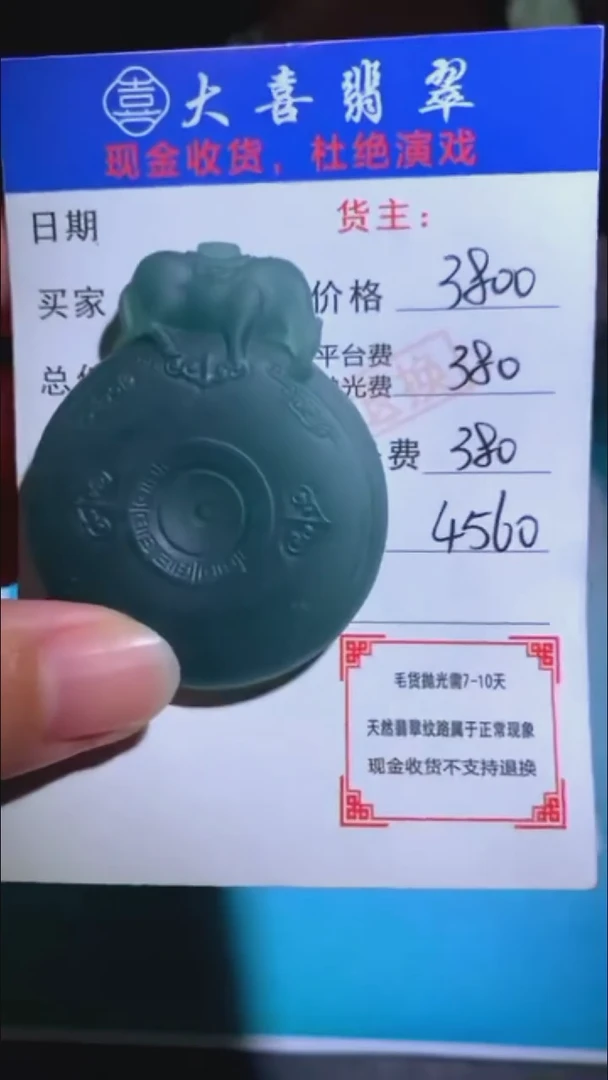 喜 大喜翡翠
现金收货，杜绝演戏
日期 货主：
买家 价格 3800
平台费 380
光费
费 380
4560
毛货抛光需7-10天
天然翡翠纹路属于正常现象
现金收货不支持退换